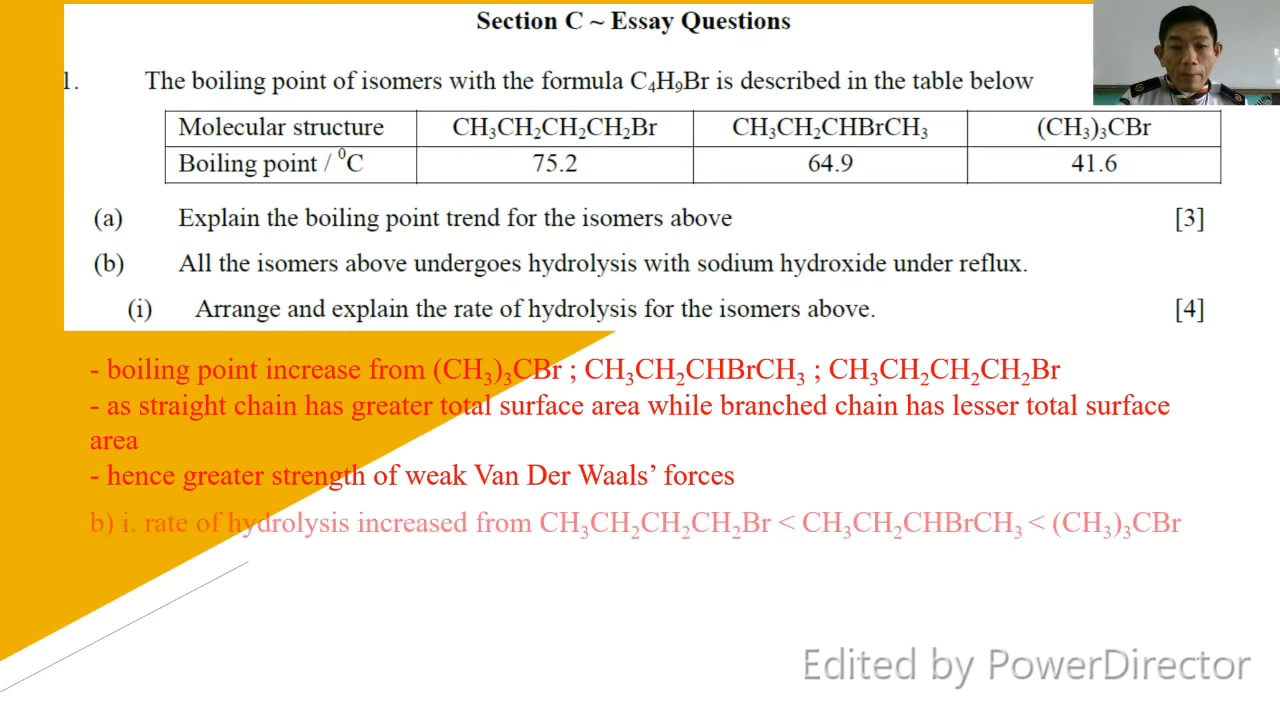 Section C ~ Essay Questions
1. The boiling point of isomers with the formula C₄H₉Br is described in the table below
Molecular structure CH₃CH₂CH₂CH₂Br CH₃CH₂CHBrCH₃ (CH₃)₃CBr
Boiling point / ⁰C 75.2 64.9 41.6
(a) Explain the boiling point trend for the isomers above [3]
(b) All the isomers above undergoes hydrolysis with sodium hydroxide under reflux.
(i) Arrange and explain the rate of hydrolysis for the isomers above. [4]
- boiling point increase from (CH₃)₃CBr ; CH₃CH₂CHBrCH₃ ; CH₃CH₂CH₂CH₂Br
- as straight chain has greater total surface area while branched chain has lesser total surface
area
- hence greater strength of weak Van Der Waals’ forces
b) i. rate of hydrolysis increased from CH₃CH₂CH₂CH₂Br < CH₃CH₂CHBrCH₃ < (CH₃)₃CBr
Edited by PowerDirector